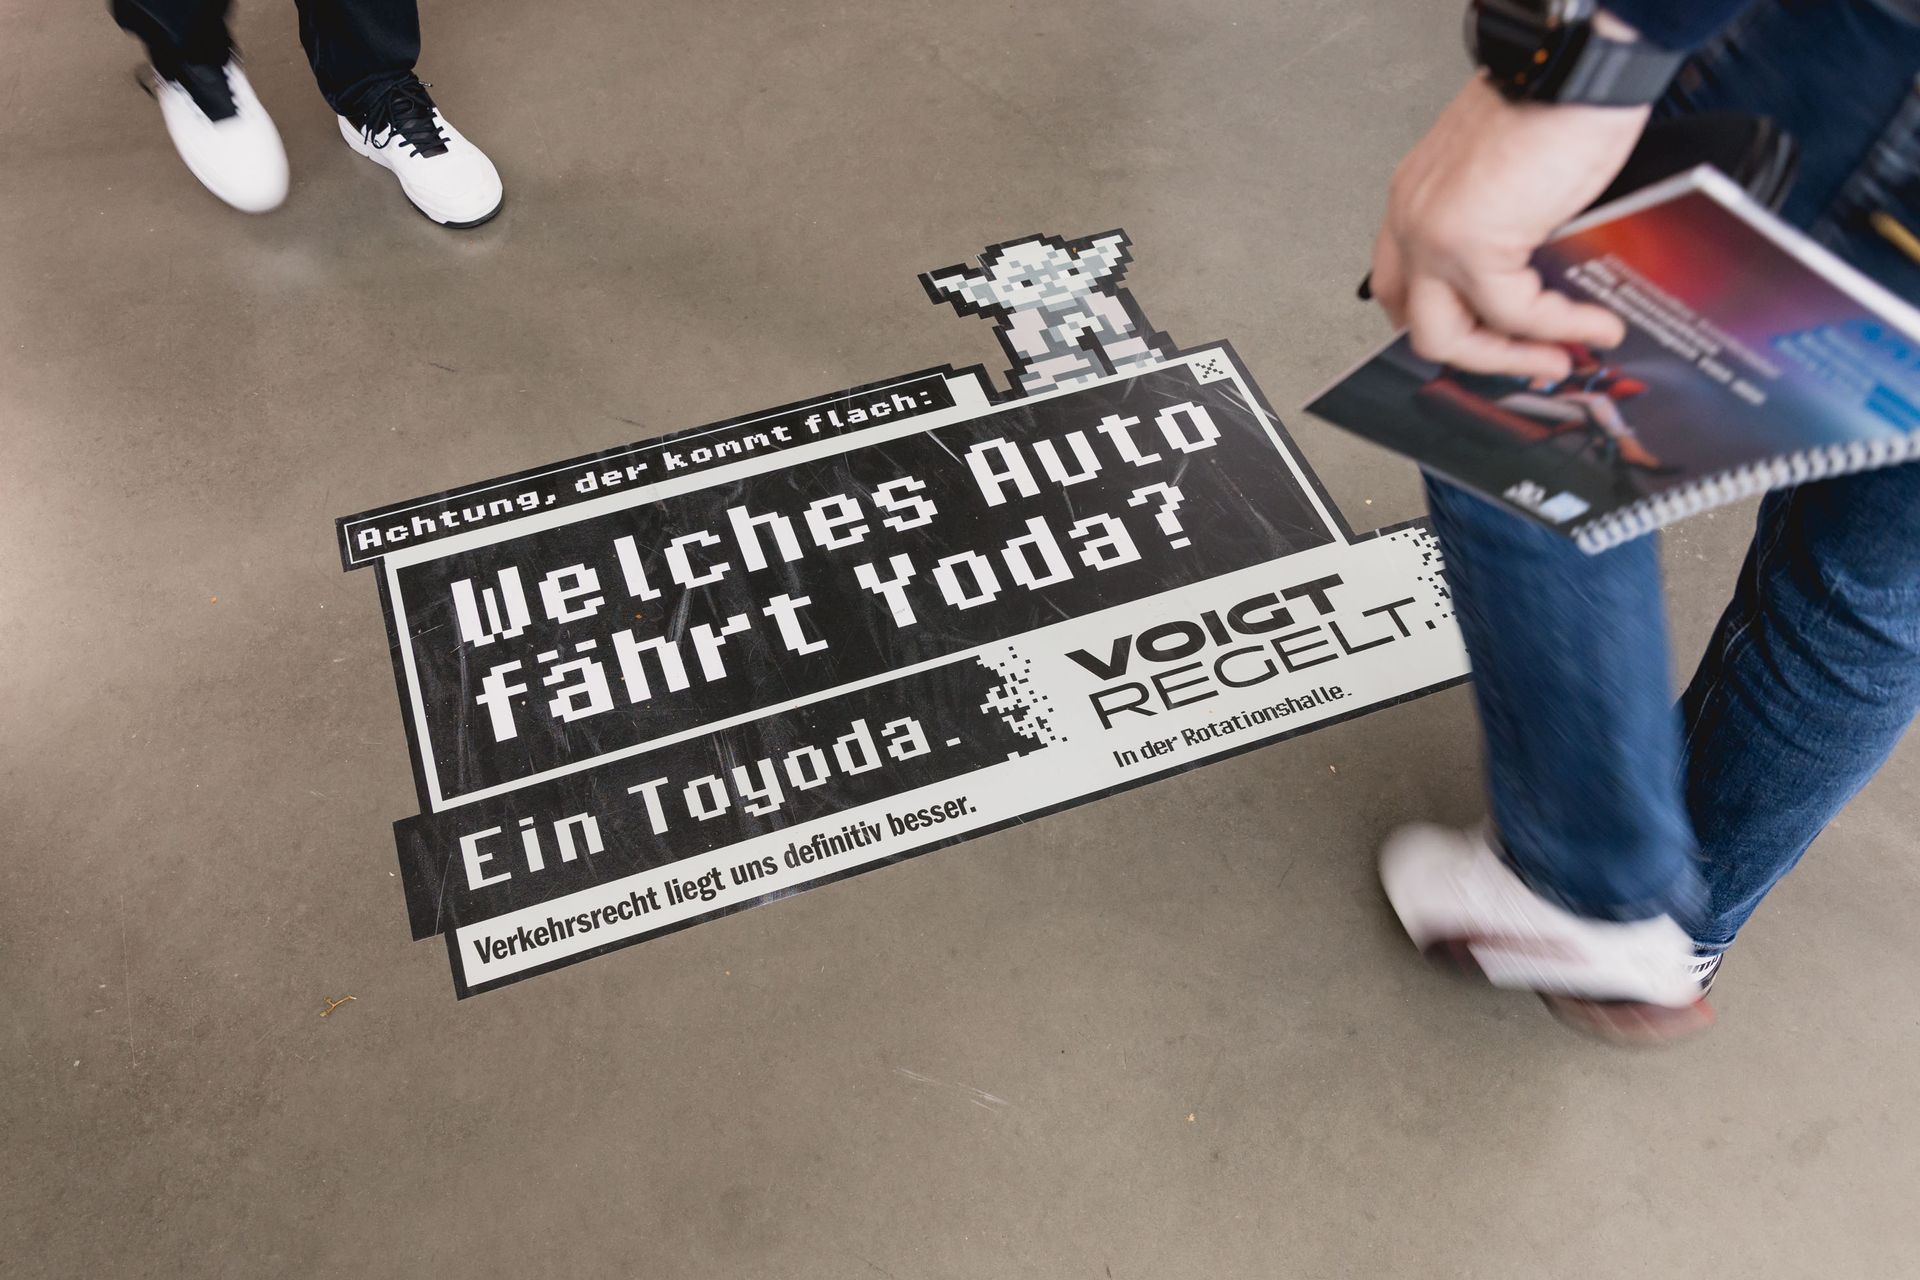 Achtung, der kommt flach:
Welches Auto
fährt Yoda?
Ein Toyoda.
VOIGT
REGELT.
In der Rotationshalle.
Verkehrsrecht liegt uns definitiv besser.